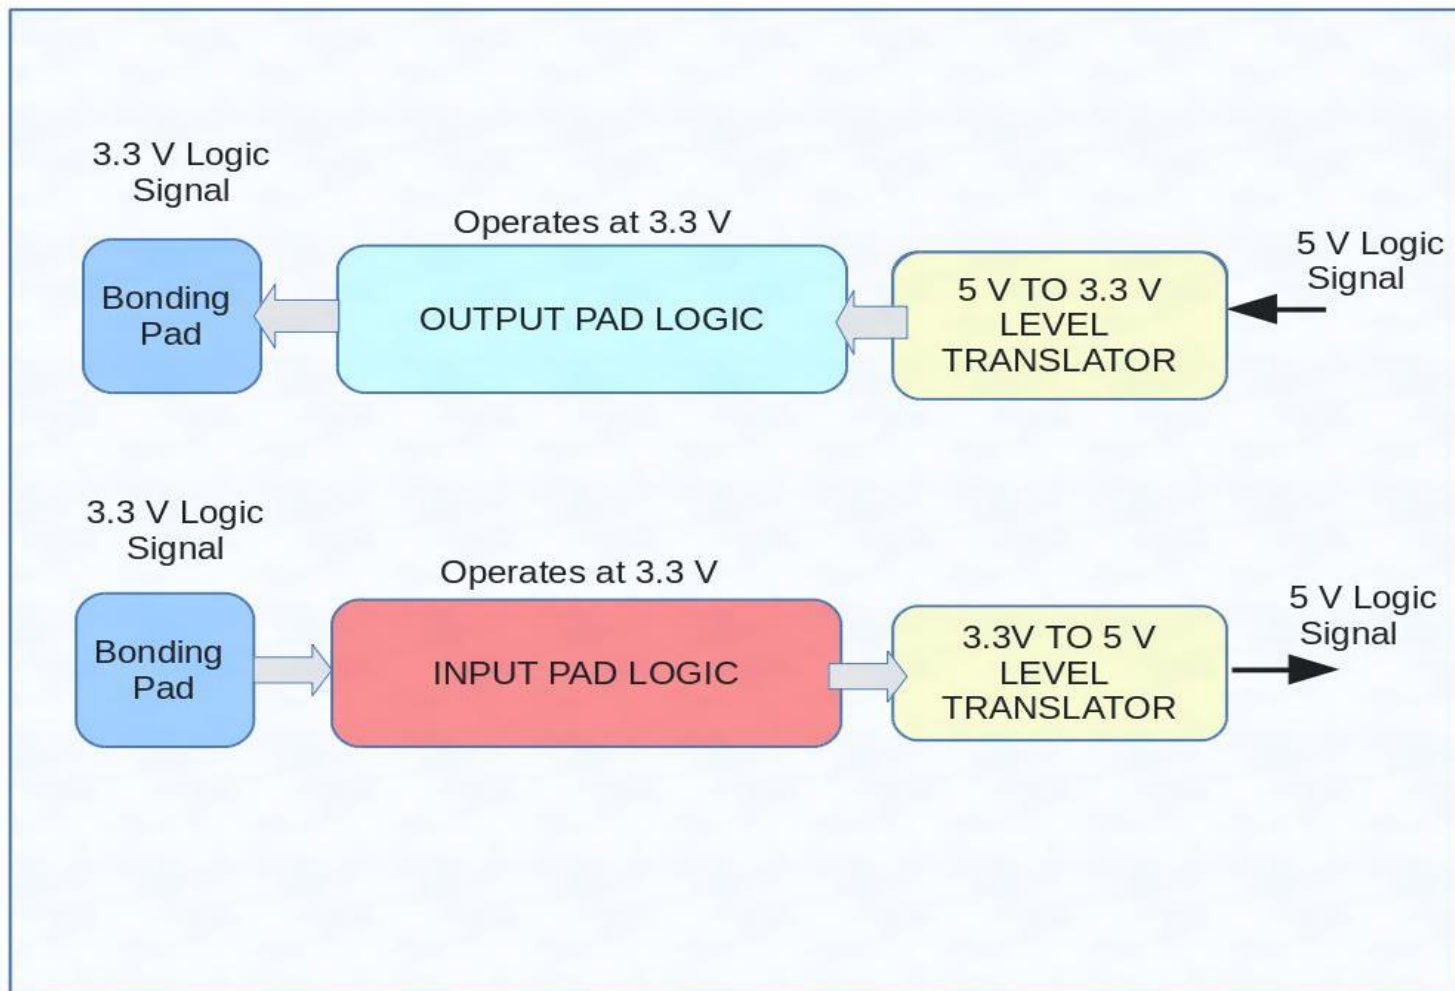 3.3 V Logic
Signal
Operates at 3.3 V
Bonding
Pad
OUTPUT PAD LOGIC
5 V TO 3.3 V
LEVEL
TRANSLATOR
5 V Logic
Signal
3.3 V Logic
Signal
Operates at 3.3 V
Bonding
Pad
INPUT PAD LOGIC
3.3V TO 5 V
LEVEL
TRANSLATOR
5 V Logic
Signal